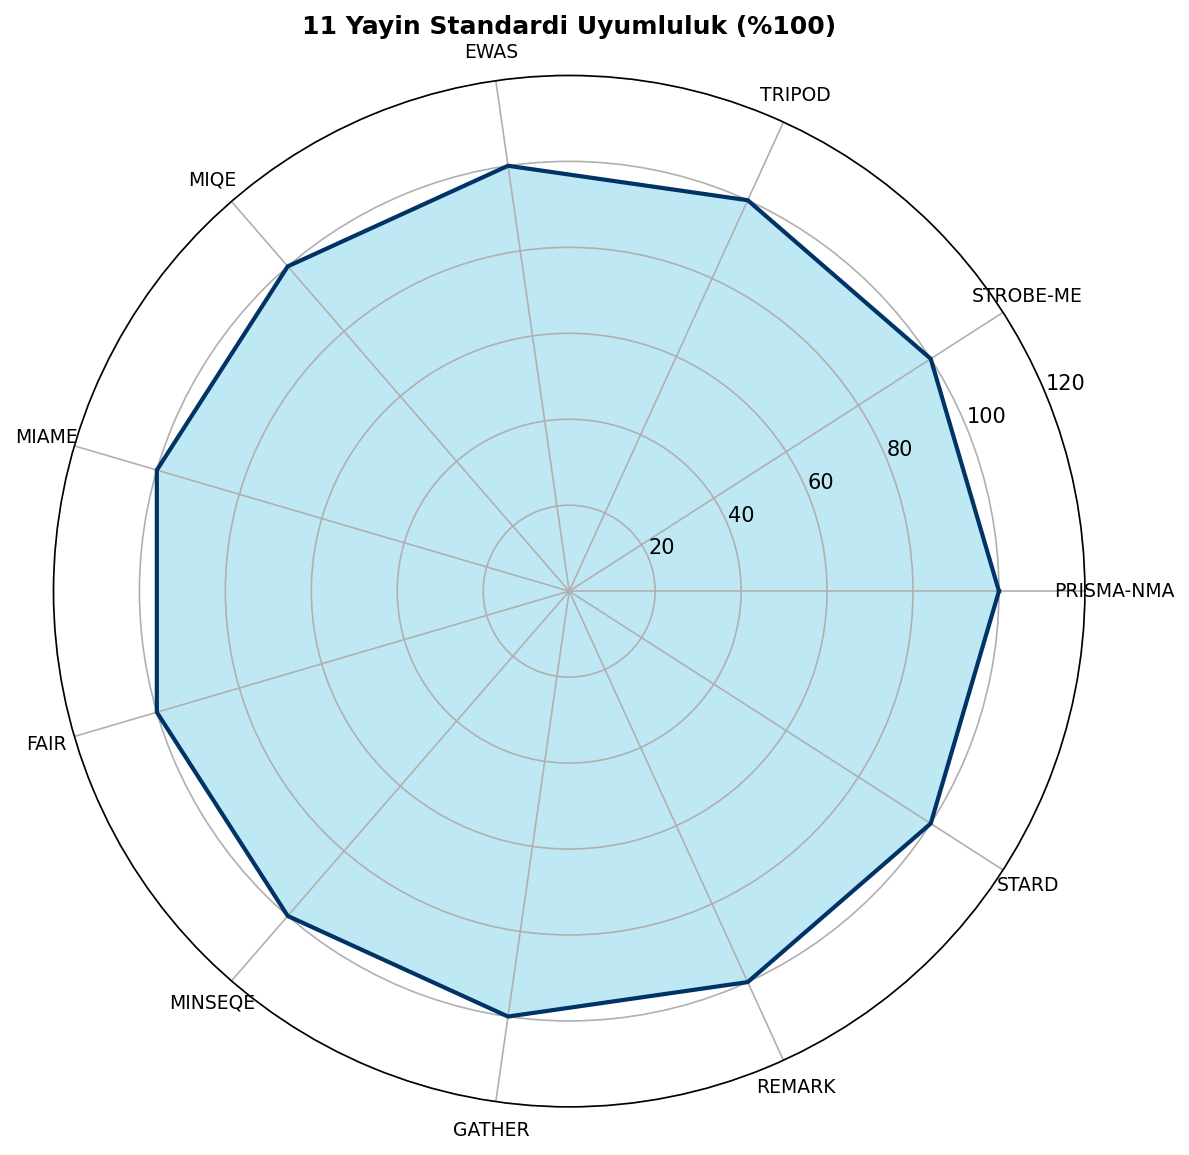 11 Yayin Standardi Uyumluluk (%100)
EWAS
TRIPOD
MIQE
STROBE-ME
120
100
MIAME
80
60
40
20
PRISMA-NMA
FAIR
STARD
MINSEQE
REMARK
GATHER